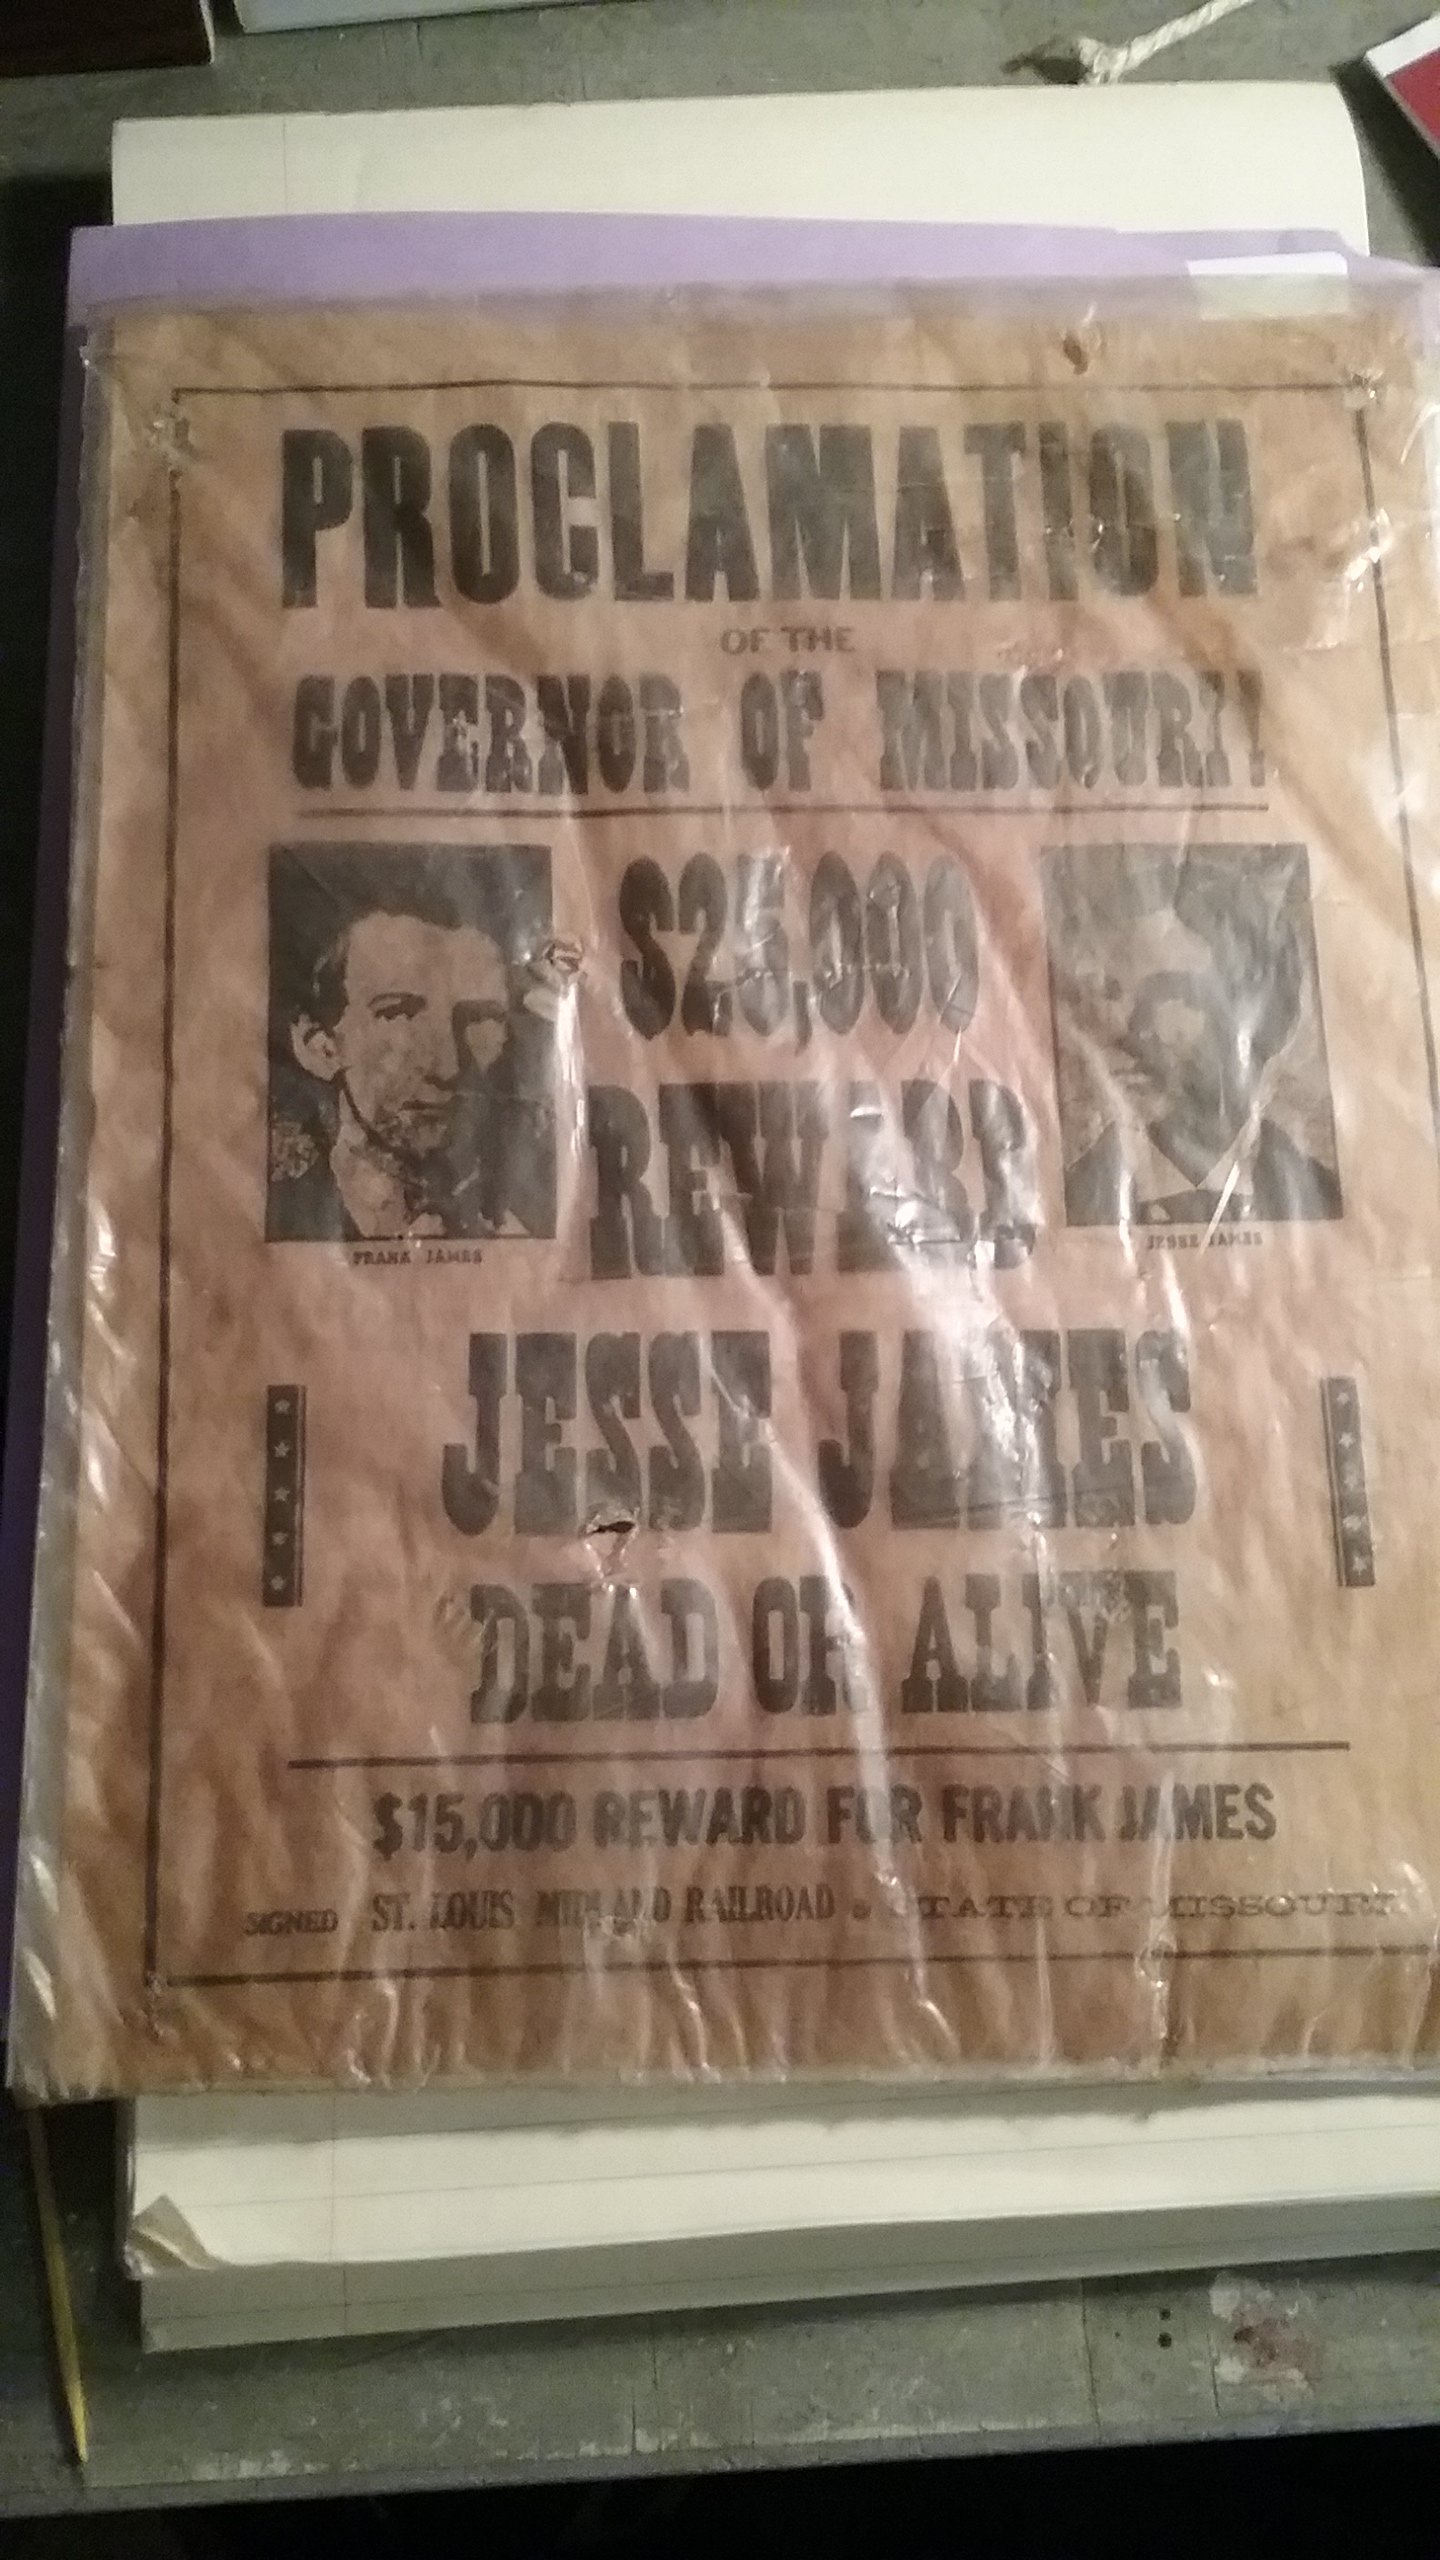 PROCLAMATION
OF THE
GOVERNOR OF MISSOURI!
$25,000
REWARD
FRANK JAMES
JESSE JAMES
JESSE JAMES
DEAD OR ALIVE
$15,000 REWARD FOR FRANK JAMES
SIGNED ST. LOUIS MIDLAND RAILROAD & STATE OF MISSOURI